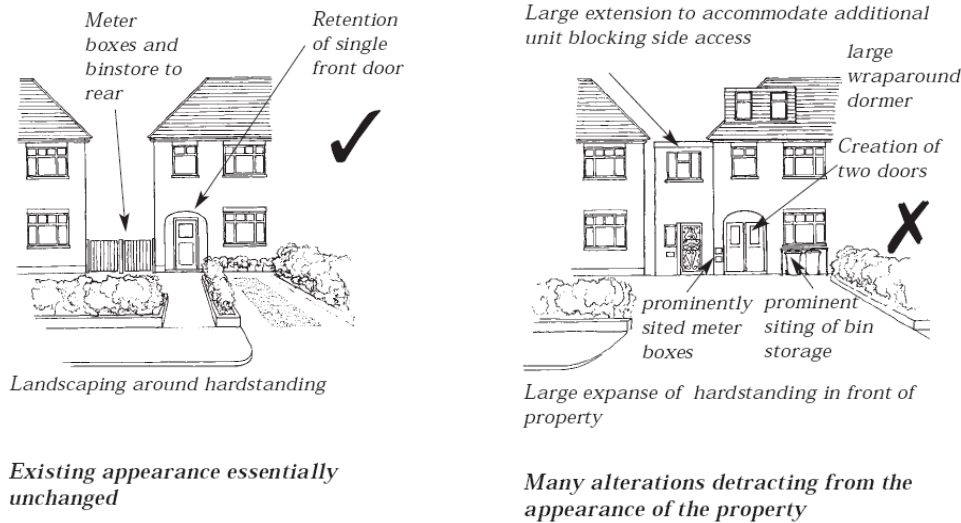 Meter
boxes and
binstore to
rear
Retention
of single
front door
Landscaping around hardstanding
Existing appearance essentially
unchanged
Large extension to accommodate additional
unit blocking side access
large
wraparound
dormer
Creation of
two doors
prominently
sited meter
boxes
prominent
siting of bin
storage
Large expanse of hardstanding in front of
property
Many alterations detracting from the
appearance of the property